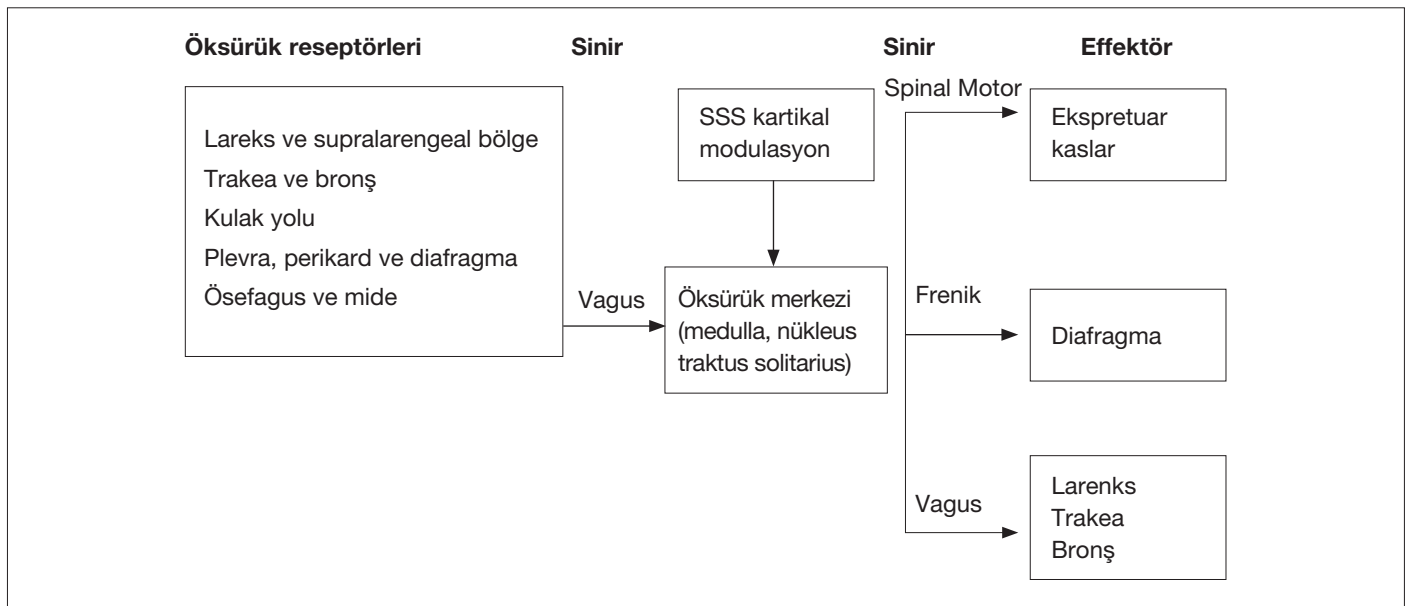 Öksürük reseptörleri
Sinir
Sinir
Effektör
Lareks ve supralarengeal bölge
Trakea ve bronş
Kulak yolu
Plevra, perikard ve diafragma
Ösefagus ve mide
Vagus
SSS kartikal
modulasyon
Öksürük merkezi
(medulla, nükleus
traktus solitarius)
Spinal Motor
Ekspretuar
kaslar
Frenik
Diafragma
Vagus
Larenks
Trakea
Bronş